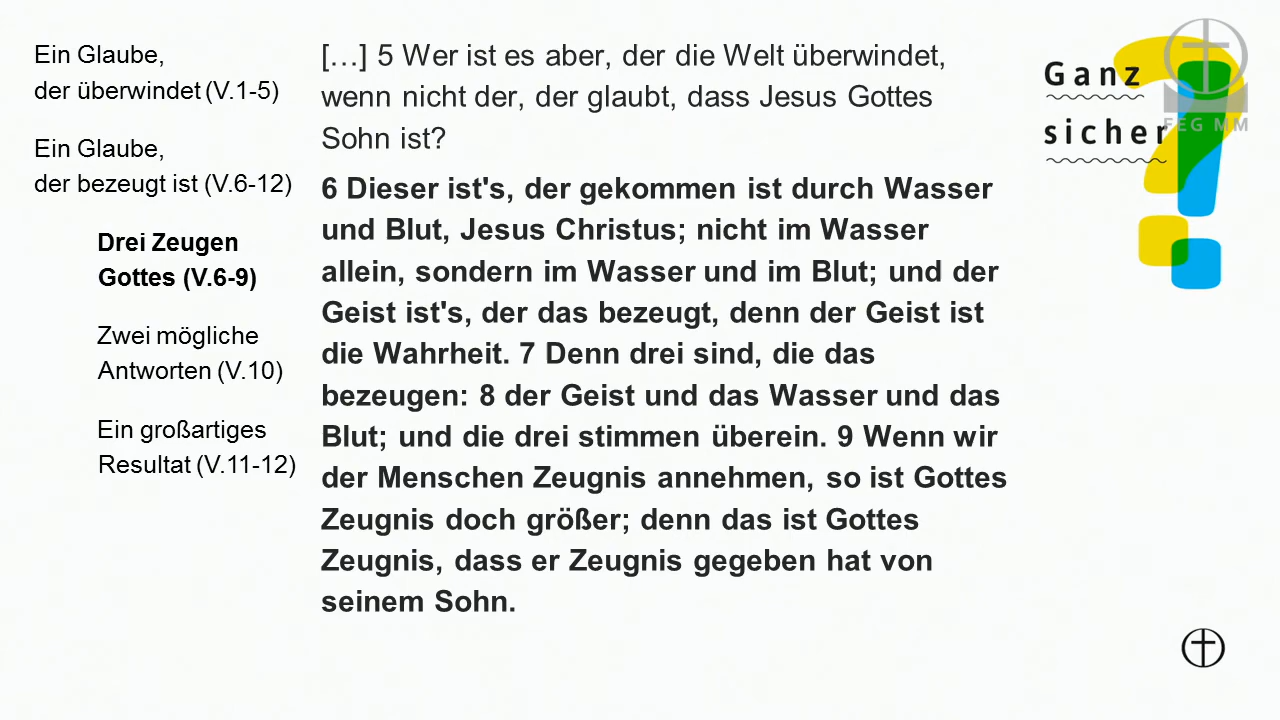 Ein Glaube,
der überwindet (V.1-5)
Ein Glaube,
der bezeugt ist (V.6-12)
Drei Zeugen
Gottes (V.6-9)
Zwei mögliche
Antworten (V.10)
Ein großartiges
Resultat (V.11-12)
[…] 5 Wer ist es aber, der die Welt überwindet,
wenn nicht der, der glaubt, dass Jesus Gottes
Sohn ist?
6 Dieser ist's, der gekommen ist durch Wasser
und Blut, Jesus Christus; nicht im Wasser
allein, sondern im Wasser und im Blut; und der
Geist ist's, der das bezeugt, denn der Geist ist
die Wahrheit. 7 Denn drei sind, die das
bezeugen: 8 der Geist und das Wasser und das
Blut; und die drei stimmen überein. 9 Wenn wir
der Menschen Zeugnis annehmen, so ist Gottes
Zeugnis doch größer; denn das ist Gottes
Zeugnis, dass er Zeugnis gegeben hat von
seinem Sohn.
Ganz
sicher
FEG MM